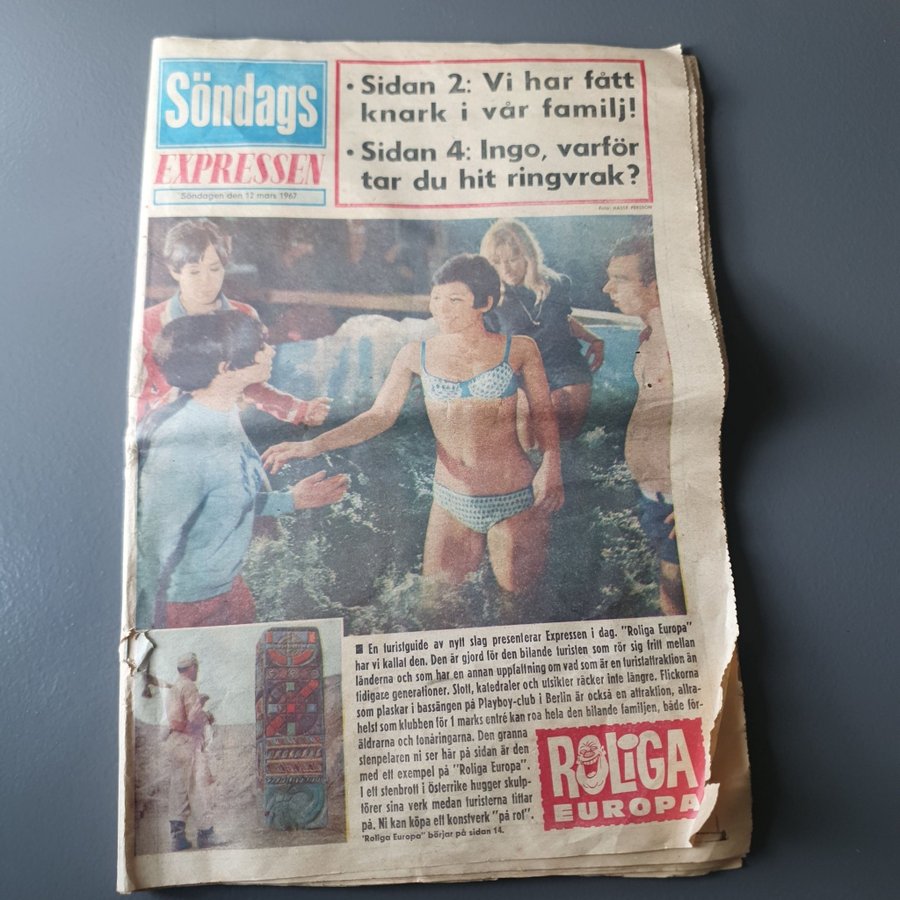 Söndags
EXPRESSEN
Söndagen den 12 mars 1967
• Sidan 2: Vi har fått
knark i vår familj!
• Sidan 4: Ingo, varför
tar du hit ringvrak?
Foto: HASSE PERSSON
■ En turistguide av nytt slag presenterar Expressen i dag. "Roliga Europa"
har vi kallat den. Den är gjord för den bilande turisten som rör sig fritt mellan
länderna och som har en annan uppfattning om vad som är en turistattraktion än
tidigare generationer. Slott, katedraler och utsikter räcker inte längre. Flickorna
som plaskar i bassängen på Playboy-club i Berlin är också en attraktion, allra-
helst som klubben för 1 marks entré kan roa hela den bilande familjen, både för-
äldrarna och tonåringarna. Den granna
stenpelaren ni ser här på sidan är den
med ett exempel på "Roliga Europa".
I ett stenbrott i Österrike hugger skulp-
törer sina verk medan turisterna tittar
på. Ni kan köpa ett konstverk "på rot".
"Roliga Europa" börjar på sidan 14.
ROLIGA
EUROPA